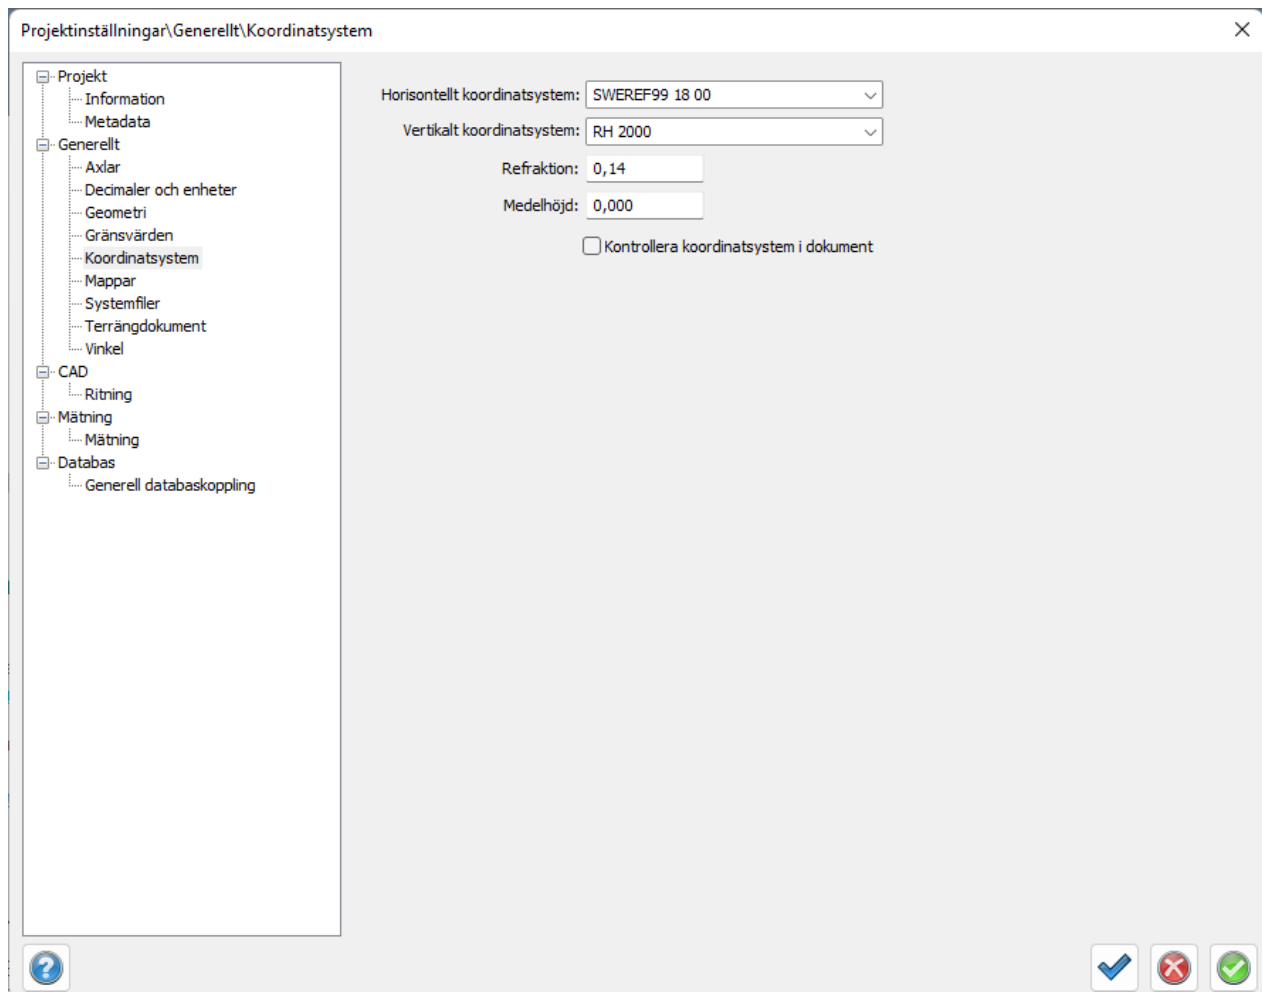 Projektinställningar\Generellt\Koordinatsystem
Projekt
Information
Metadata
Generellt
Axlar
Decimaler och enheter
Geometri
Gränsvärden
Koordinatsystem
Mappar
Systemfiler
Terrängdokument
Vinkel
CAD
Ritning
Mätning
Mätning
Databas
Generell databaskoppling
Horisontellt koordinatsystem: SWEREF99 18 00
Vertikalt koordinatsystem: RH 2000
Refraktion: 0,14
Medelhöjd: 0,000
Kontrollera koordinatsystem i dokument